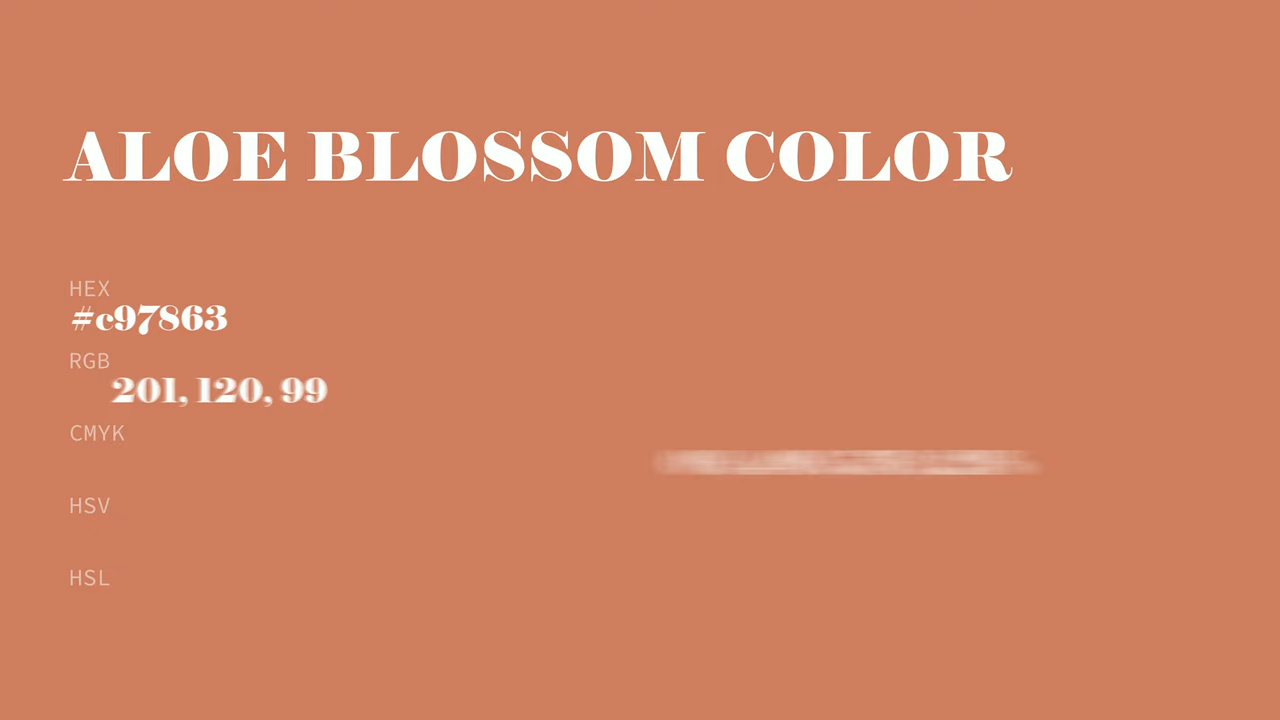 ALOE BLOSSOM COLOR
HEX
#c97863
RGB
201, 120, 99
CMYK
HSV
HSL